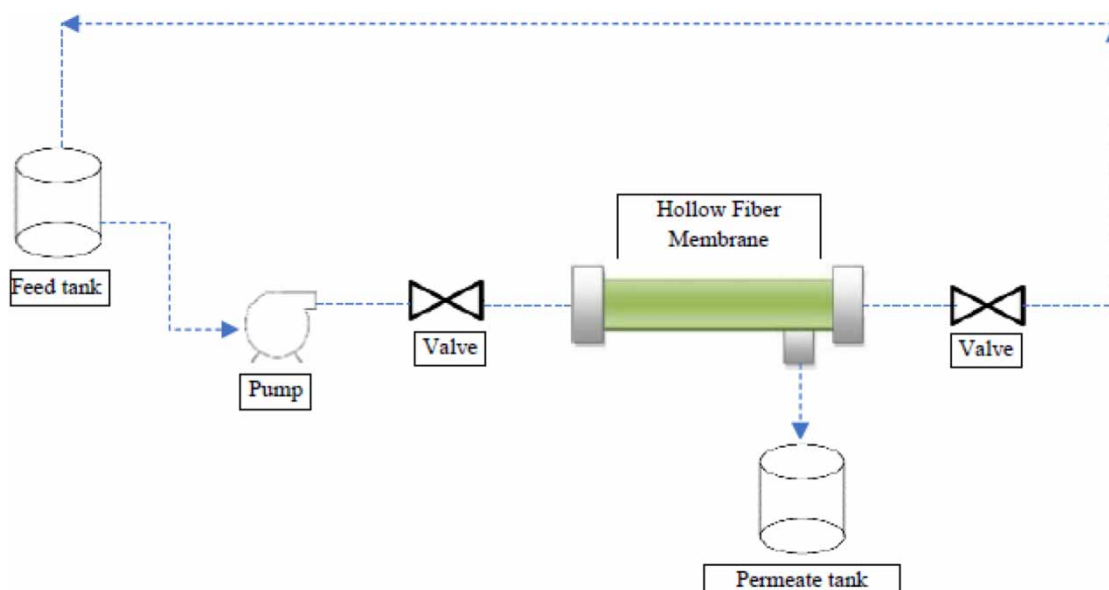 Hollow Fiber
Membrane
Feed tank
Valve
Valve
Pump
Permeate tank